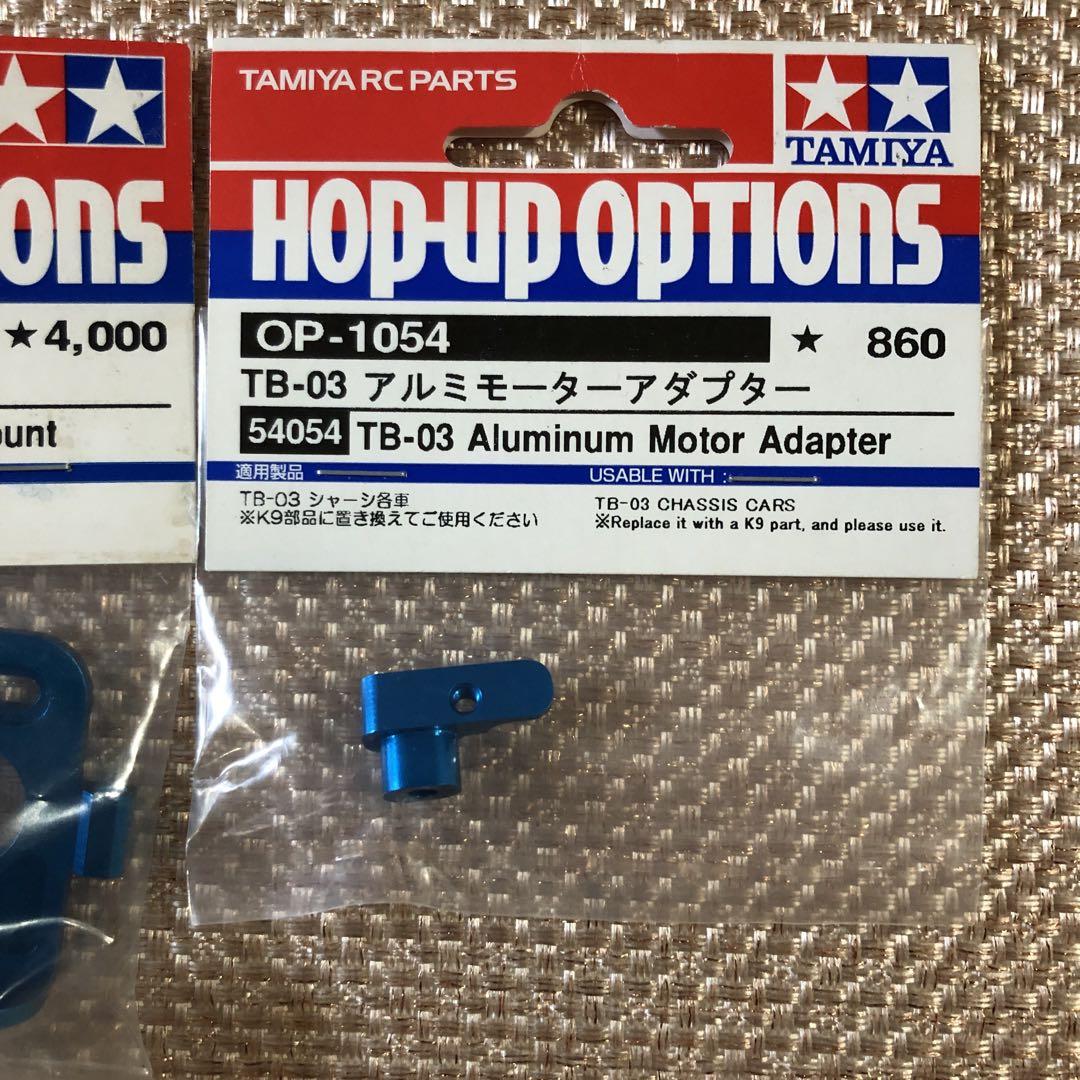 ons
★4,000
ount
TAMIYA RC PARTS
TAMIYA
HOP-UP OPTIONS
OP-1054 ★ 860
TB-03 アルミモーターアダプター
54054 TB-03 Aluminum Motor Adapter
適用製品
TB-03 シャーシ各車
※K9部品に置き換えてご使用ください
USABLE WITH :
TB-03 CHASSIS CARS
※Replace it with a K9 part, and please use it.